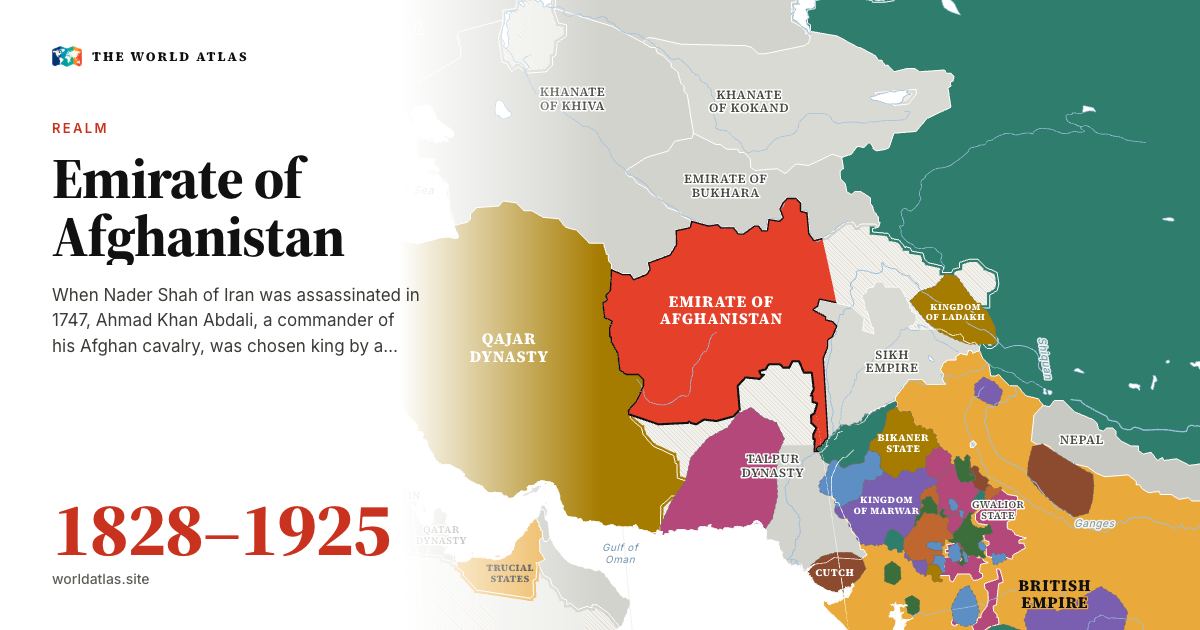 THE WORLD ATLAS
REALM
Emirate of
Afghanistan
When Nader Shah of Iran was assassinated in
1747, Ahmad Khan Abdali, a commander of
his Afghan cavalry, was chosen king by a...
1828–1925
worldatlas.site
KHANATE
OF KHIVA
KHANATE
OF KOKAND
EMIRATE OF
BUKHARA
Sea
EMIRATE OF
AFGHANISTAN
KINGDOM
OF LADAKH
QAJAR
DYNASTY
SIKH
EMPIRE
Shiquan
BIKANER
STATE
NEPAL
TALPUR
DYNASTY
KINGDOM
OF MARWAR
GWALIOR
STATE
Ganges
QATAR
DYNASTY
IN
Gulf of
Oman
TRUCIAL
STATES
CUTCH
BRITISH
EMPIRE